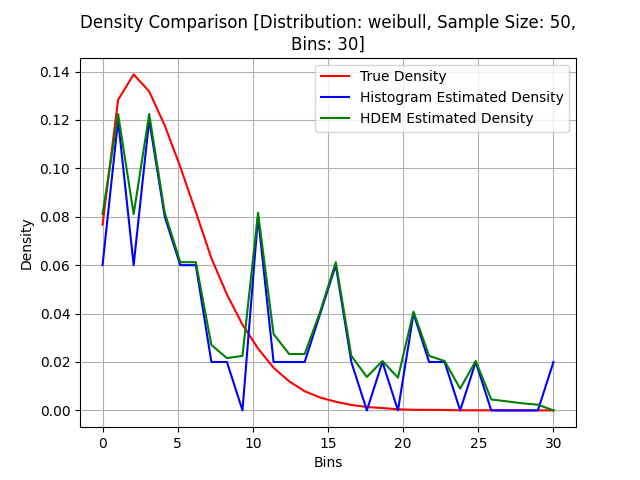 Density Comparison [Distribution: weibull, Sample Size: 50,
Bins: 30]
True Density
Histogram Estimated Density
HDEM Estimated Density
Density
0.14
0.12
0.10
0.08
0.06
0.04
0.02
0.00
0 5 10 15 20 25 30
Bins